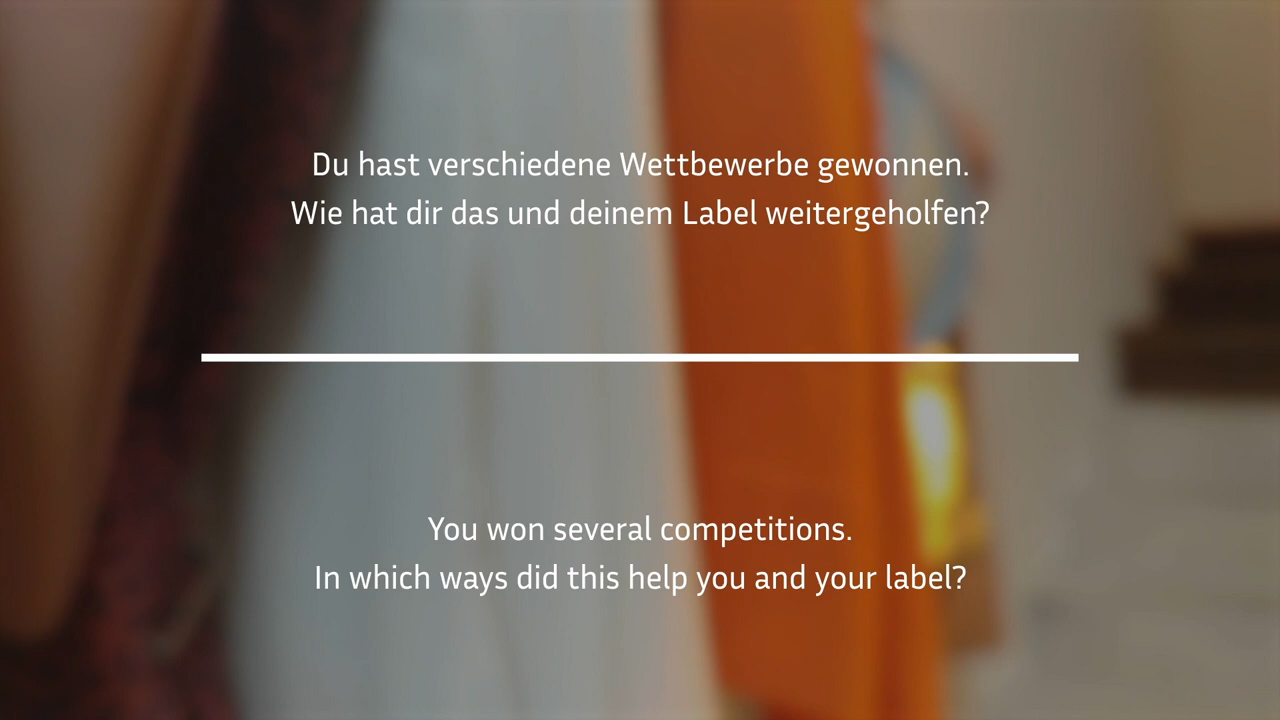 Du hast verschiedene Wettbewerbe gewonnen.
Wie hat dir das und deinem Label weitergeholfen?
You won several competitions.
In which ways did this help you and your label?